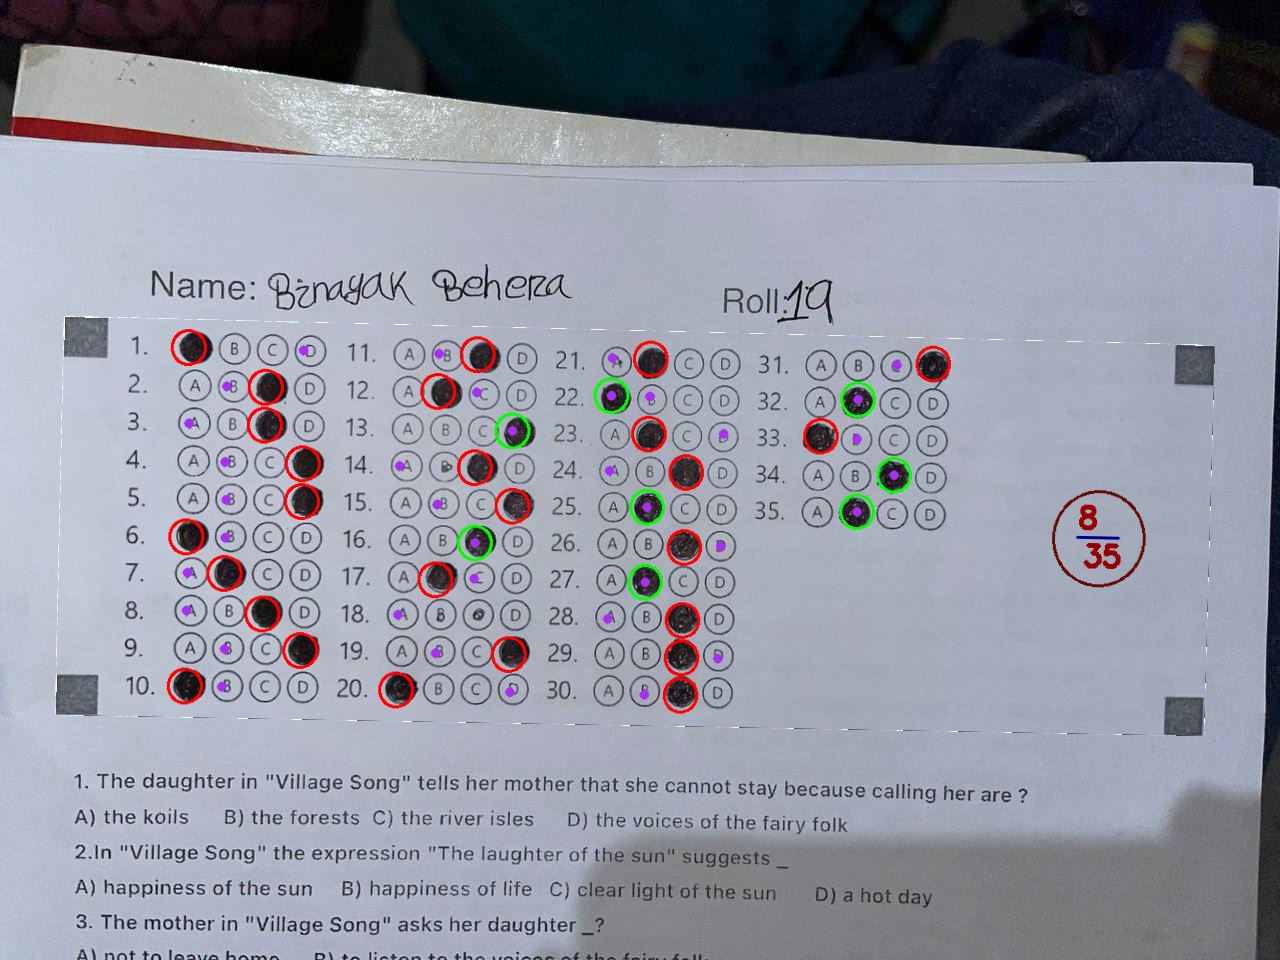 Name: Binayak Behera
Roll: 19
1. B C D 11. A B D 21. A C D 31. A B
2. A B D 12. A C D 22. B C D 32. A C D
3. A B D 13. A B C 23. A C D 33. B C D
4. A B C 14. A B D 24. A B D 34. A B D
5. A B C 15. A B C 25. A C D 35. A C D
6. B C D 16. A B D 26. A B D
7. A C D 17. A C D 27. A C D
8. A B D 18. A B D 28. A D
9. A B C 19. A B C 29. A B D
10. B C D 20. B C D 30. A B D
8
35
1. The daughter in "Village Song" tells her mother that she cannot stay because calling her are ?
A) the koils B) the forests C) the river isles D) the voices of the fairy folk
2.In "Village Song" the expression "The laughter of the sun" suggests _
A) happiness of the sun B) happiness of life C) clear light of the sun D) a hot day
3. The mother in "Village Song" asks her daughter _?
A) not to leave home B) to listen to the voices of the fairy folk